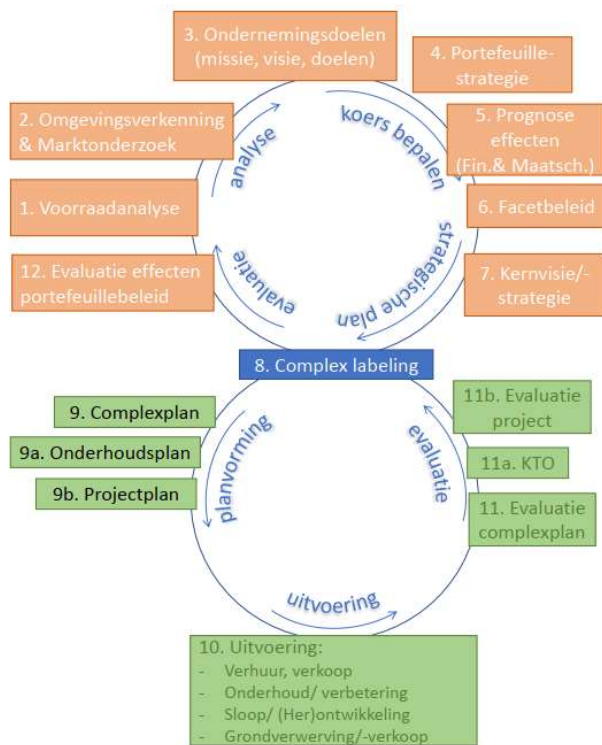 3. Ondernemingsdoelen
(missie, visie, doelen)
4. Portefeuille-
strategie
2. Omgevingsverkenning
& Marktonderzoek
5. Prognose
effecten
(Fin.& Maatsch.)
analyse
koers bepalen
1. Voorraadanalyse
6. Facetbeleid
12. Evaluatie effecten
portefeuillebeleid
evaluatie
strategische plan
7. Kernvisie/-
strategie
8. Complex labeling
9. Complexplan
9a. Onderhoudsplan
9b. Projectplan
planvorming
evaluatie
11b. Evaluatie
project
11a. KTO
11. Evaluatie
complexplan
uitvoering
10. Uitvoering:
- Verhuur, verkoop
- Onderhoud/ verbetering
- Sloop/ (Her)ontwikkeling
- Grondverwerving/-verkoop